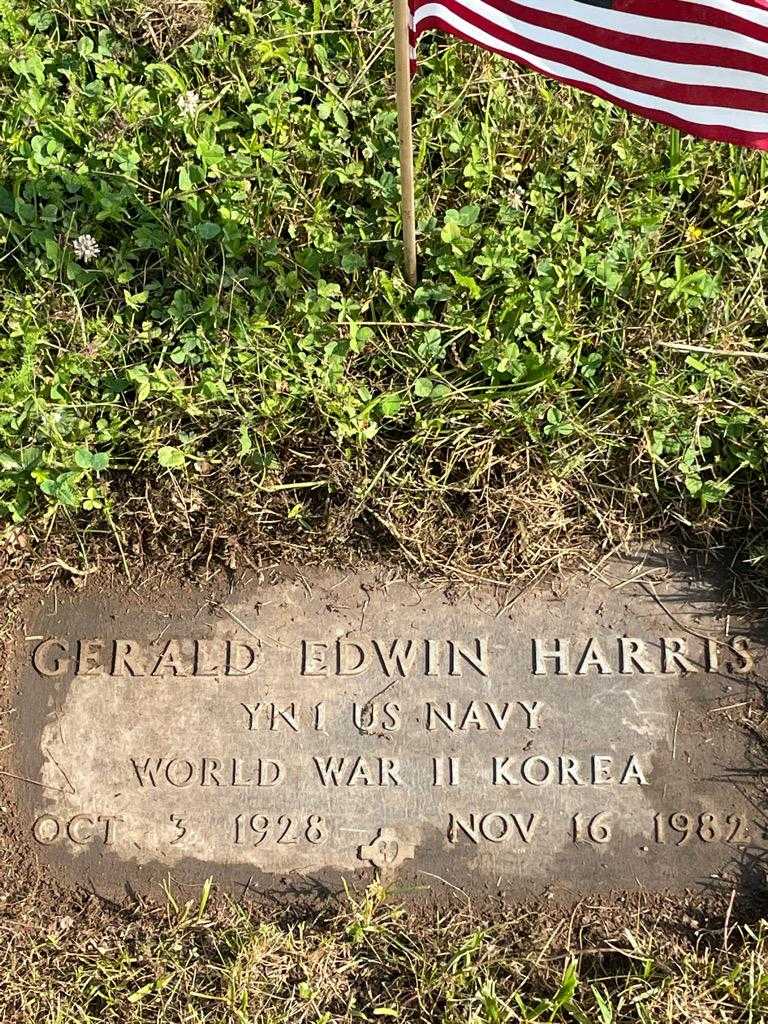 GERALD EDWIN HARRIS
YN1 US NAVY
WORLD WAR II KOREA
OCT 3 1928 NOV 16 1982